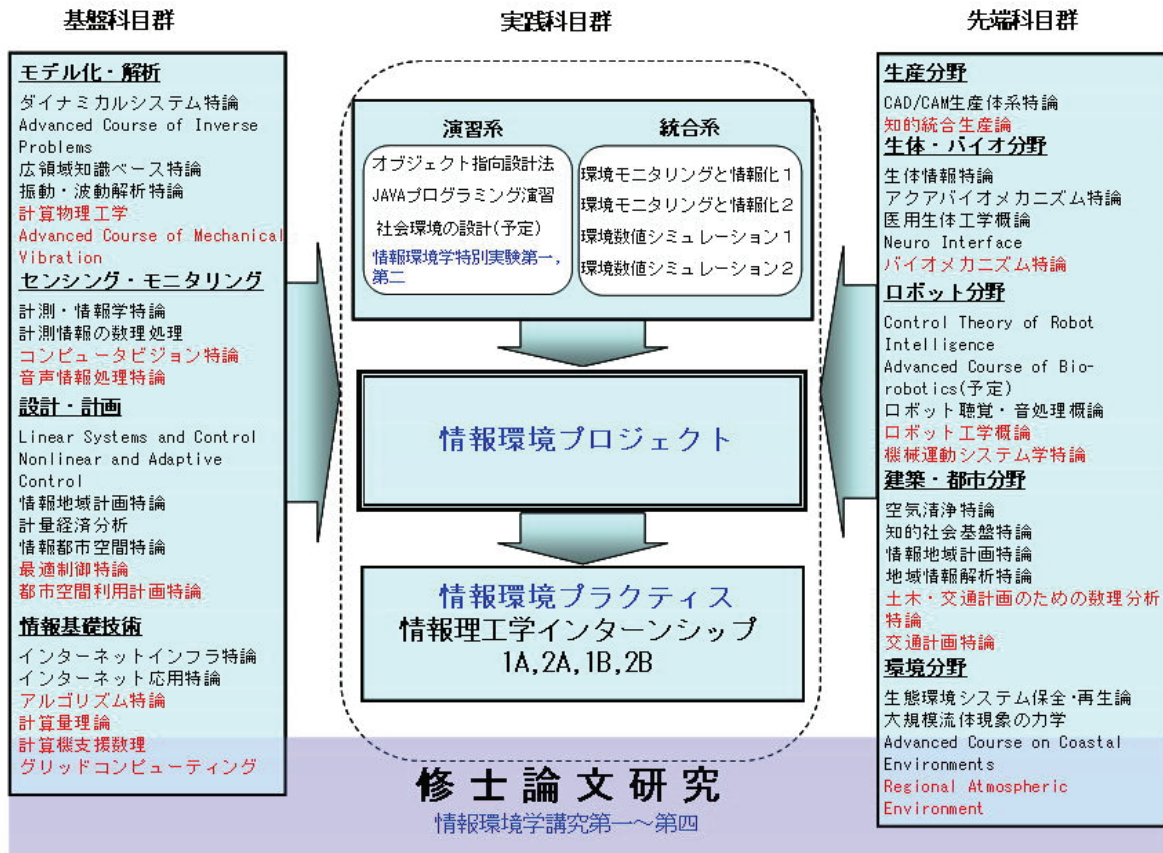 基盤科目群
モデル化・解析
ダイナミカルシステム特論
Advanced Course of Inverse
Problems
広領域知識ベース特論
振動・波動解析特論
計算物理工学
Advanced Course of Mechanical
Vibration
センシング・モニタリング
計測・情報学特論
計測情報の数理処理
コンピュータビジョン特論
音声情報処理特論
設計・計画
Linear Systems and Control
Nonlinear and Adaptive
Control
情報地域計画特論
計量経済分析
情報都市空間特論
最適制御特論
都市空間利用計画特論
情報基礎技術
インターネットインフラ特論
インターネット応用特論
アルゴリズム特論
計算量理論
計算機支援数理
グリッドコンピューティング
実践科目群
演習系
オブジェクト指向設計法
JAVAプログラミング演習
社会環境の設計(予定)
情報環境学特別実験第一,
第二
統合系
環境モニタリングと情報化1
環境モニタリングと情報化2
環境数値シミュレーション1
環境数値シミュレーション2
情報環境プロジェクト
情報環境プラクティス
情報理工学インターンシップ
1A,2A,1B,2B
先端科目群
生産分野
CAD/CAM生産体系特論
知的統合生産論
生体・バイオ分野
生体情報特論
アクアバイオメカニズム特論
医用生体工学概論
Neuro Interface
バイオメカニズム特論
ロボット分野
Control Theory of Robot
Intelligence
Advanced Course of Bio-
robotics(予定)
ロボット聴覚・音処理概論
ロボット工学概論
機械運動システム学特論
建築・都市分野
空気清浄特論
知的社会基盤特論
情報地域計画特論
地域情報解析特論
土木・交通計画のための数理分析
特論
交通計画特論
環境分野
生態環境システム保全・再生論
大規模流体現象の力学
Advanced Course on Coastal
Environments
Regional Atmospheric
Environment
修士論文研究
情報環境学講究第一～第四